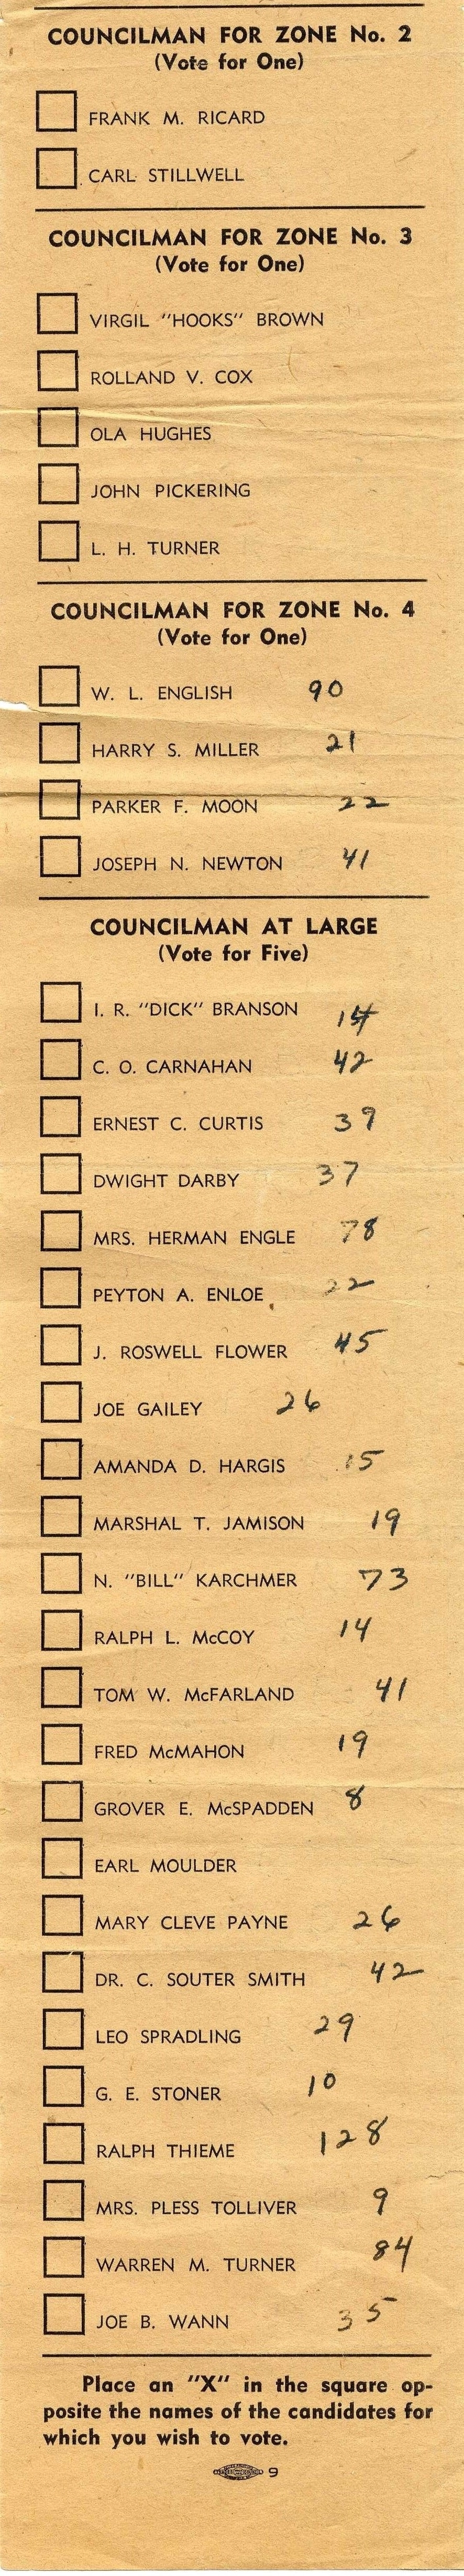 COUNCILMAN FOR ZONE No. 2
(Vote for One)
FRANK M. RICARD
CARL STILLWELL
COUNCILMAN FOR ZONE No. 3
(Vote for One)
VIRGIL "HOOKS" BROWN
ROLLAND V. COX
OLA HUGHES
JOHN PICKERING
L. H. TURNER
COUNCILMAN FOR ZONE No. 4
(Vote for One)
W. L. ENGLISH 90
HARRY S. MILLER 21
PARKER F. MOON 22
JOSEPH N. NEWTON 41
COUNCILMAN AT LARGE
(Vote for Five)
I. R. "DICK" BRANSON
C. O. CARNAHAN 42
ERNEST C. CURTIS 39
DWIGHT DARBY 37
MRS. HERMAN ENGLE 78
PEYTON A. ENLOE 22
J. ROSWELL FLOWER 45
JOE GAILEY 26
AMANDA D. HARGIS 15
MARSHAL T. JAMISON 19
N. "BILL" KARCHMER 73
RALPH L. McCOY 14
TOM W. McFARLAND 41
FRED McMAHON 19
GROVER E. McSPADDEN 8
EARL MOULDER
MARY CLEVE PAYNE 26
DR. C. SOUTER SMITH 42
LEO SPRADLING 29
G. E. STONER 10
RALPH THIEME 128
MRS. PLESS TOLLIVER 9
WARREN M. TURNER 84
JOE B. WANN 35
Place an "X" in the square op-
posite the names of the candidates for
which you wish to vote.
9